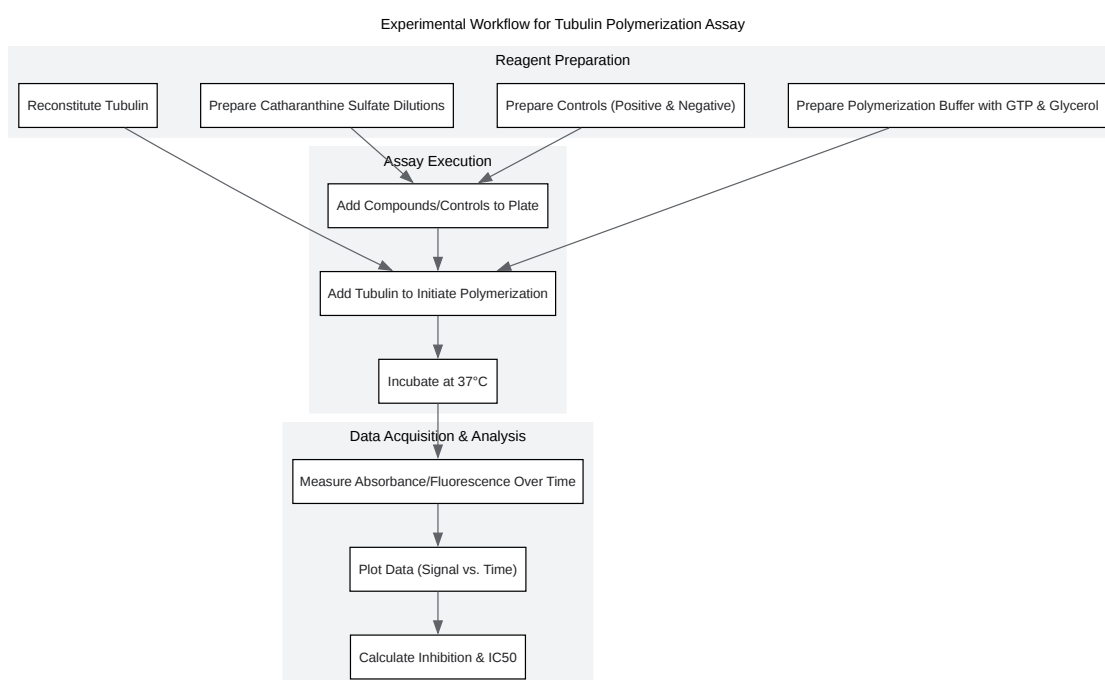 Experimental Workflow for Tubulin Polymerization Assay
Reagent Preparation
Reconstitute Tubulin
Prepare Catharanthine Sulfate Dilutions
Prepare Controls (Positive & Negative)
Prepare Polymerization Buffer with GTP & Glycerol
Assay Execution
Add Compounds/Controls to Plate
Add Tubulin to Initiate Polymerization
Incubate at 37°C
Data Acquisition & Analysis
Measure Absorbance/Fluorescence Over Time
Plot Data (Signal vs. Time)
Calculate Inhibition & IC50